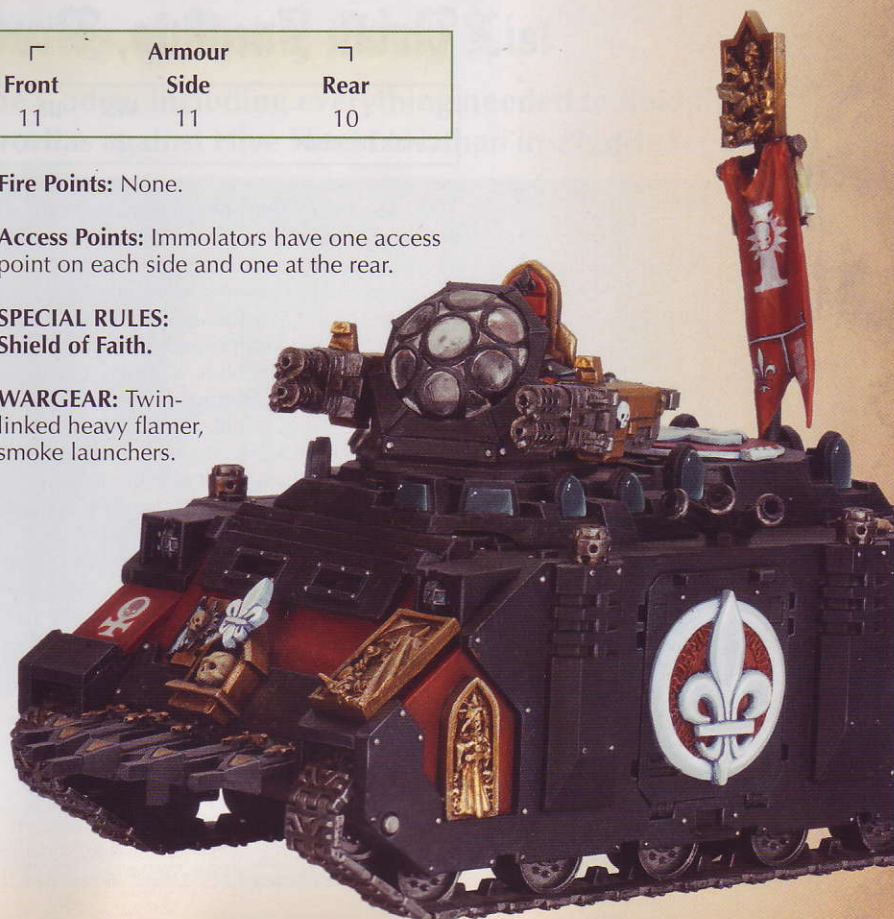 Armour
Front Side Rear
11 11 10
Fire Points: None.
Access Points: Immolators have one access
point on each side and one at the rear.
SPECIAL RULES:
Shield of Faith.
WARGEAR: Twin-
linked heavy flamer,
smoke launchers.